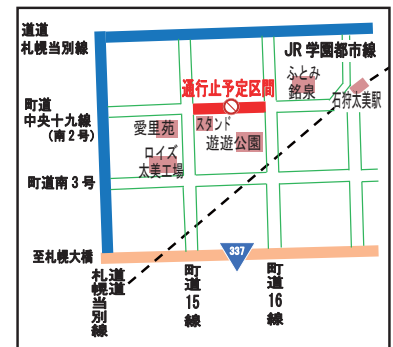 道道
札幌当別線
JR 学園都市線
ふとみ
銘泉
通行止予定区間
石狩太美駅
町道
中央十九線
(南2号)
愛里苑
スタンド
遊遊公園
ロイズ
太美工場
町道南3号
至札幌大橋
337
道道
札幌当別線
町道15線
町道16線